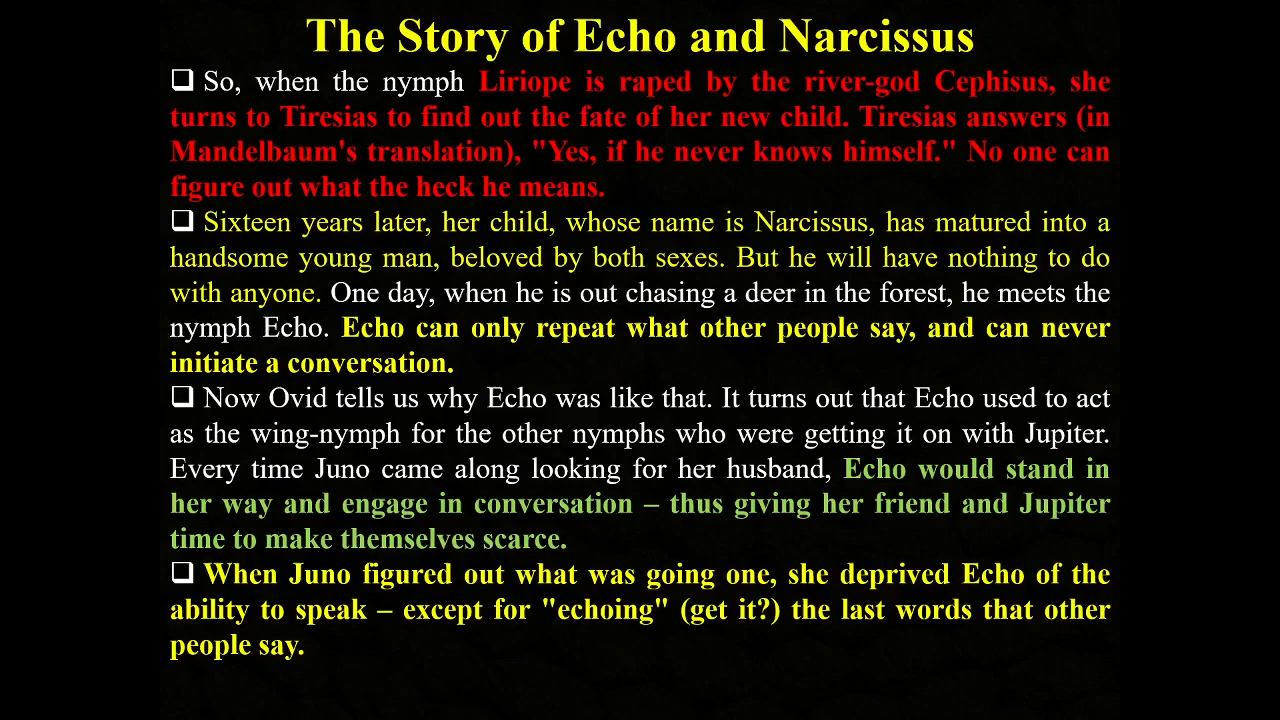 The Story of Echo and Narcissus
❑ So, when the nymph Liriope is raped by the river-god Cephisus, she
turns to Tiresias to find out the fate of her new child. Tiresias answers (in
Mandelbaum's translation), "Yes, if he never knows himself." No one can
figure out what the heck he means.
❑ Sixteen years later, her child, whose name is Narcissus, has matured into a
handsome young man, beloved by both sexes. But he will have nothing to do
with anyone. One day, when he is out chasing a deer in the forest, he meets the
nymph Echo. Echo can only repeat what other people say, and can never
initiate a conversation.
❑ Now Ovid tells us why Echo was like that. It turns out that Echo used to act
as the wing-nymph for the other nymphs who were getting it on with Jupiter.
Every time Juno came along looking for her husband, Echo would stand in
her way and engage in conversation – thus giving her friend and Jupiter
time to make themselves scarce.
❑ When Juno figured out what was going one, she deprived Echo of the
ability to speak – except for "echoing" (get it?) the last words that other
people say.